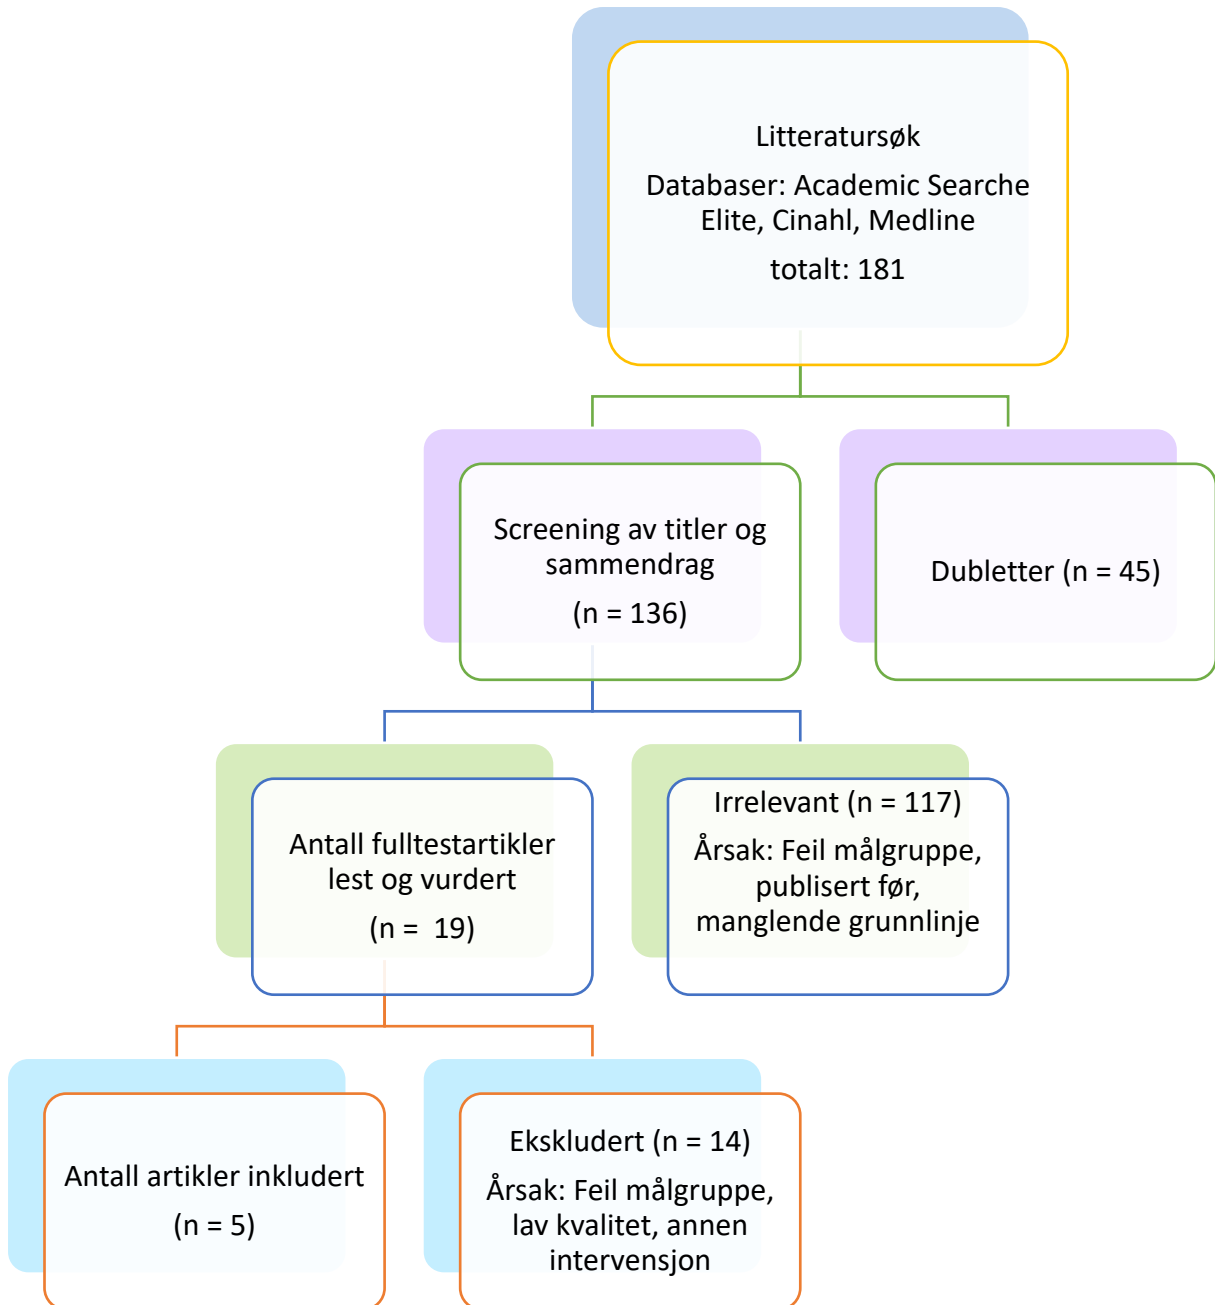 Litteratursøk
Databaser: Academic Searche
Elite, Cinahl, Medline
totalt: 181
Screening av titler og
sammendrag
(n = 136)
Dubletter (n = 45)
Antall fulltestartikler
lest og vurdert
(n =  19)
Irrelevant (n = 117)
Årsak: Feil målgruppe,
publisert før,
manglende grunnlinje
Antall artikler inkludert
(n = 5)
Ekskludert (n = 14)
Årsak: Feil målgruppe,
lav kvalitet, annen
intervensjon